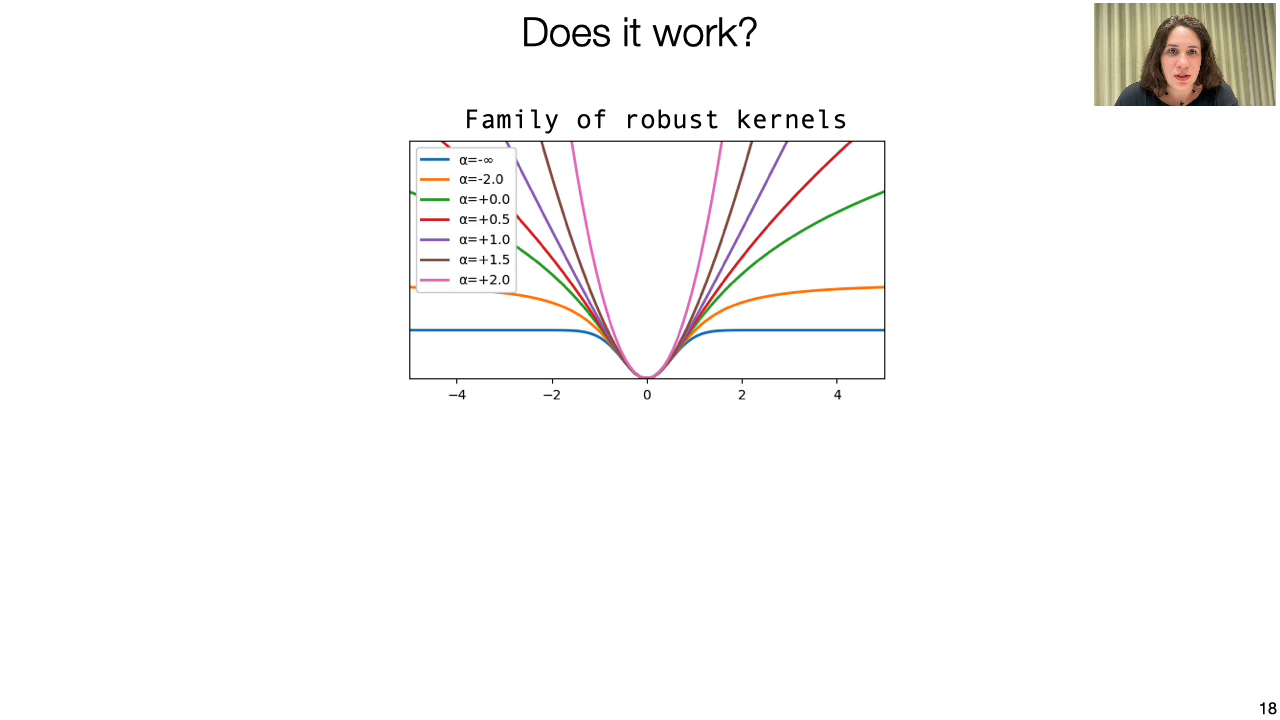 Does it work?
Family of robust kernels
α=-∞
α=-2.0
α=+0.0
α=+0.5
α=+1.0
α=+1.5
α=+2.0
−4 −2 0 2 4
18